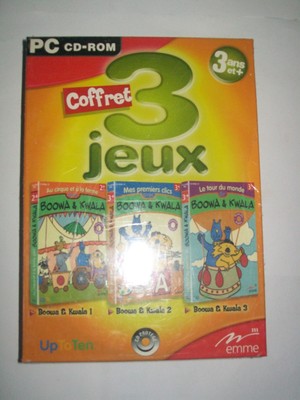 PC CD-ROM
3 ans
et+
Coffret
3
jeux
Au cirque et à la ferme
BOOWA & KWALA
Mes premiers clics
BOOWA & KWALA
Le tour du monde
BOOWA & KWALA
Boowa & Kwala 1
Boowa & Kwala 2
Boowa & Kwala 3
UpToTen
emme